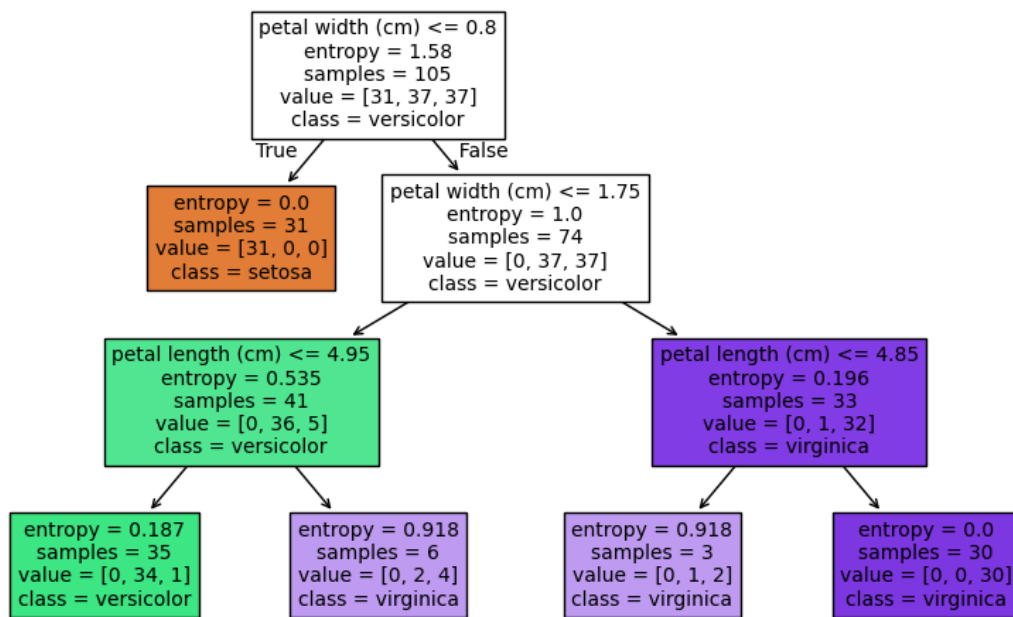 petal width (cm) <= 0.8
entropy = 1.58
samples = 105
value = [31, 37, 37]
class = versicolor
True
False
entropy = 0.0
samples = 31
value = [31, 0, 0]
class = setosa
petal width (cm) <= 1.75
entropy = 1.0
samples = 74
value = [0, 37, 37]
class = versicolor
petal length (cm) <= 4.95
entropy = 0.535
samples = 41
value = [0, 36, 5]
class = versicolor
petal length (cm) <= 4.85
entropy = 0.196
samples = 33
value = [0, 1, 32]
class = virginica
entropy = 0.187
samples = 35
value = [0, 34, 1]
class = versicolor
entropy = 0.918
samples = 6
value = [0, 2, 4]
class = virginica
entropy = 0.918
samples = 3
value = [0, 1, 2]
class = virginica
entropy = 0.0
samples = 30
value = [0, 0, 30]
class = virginica